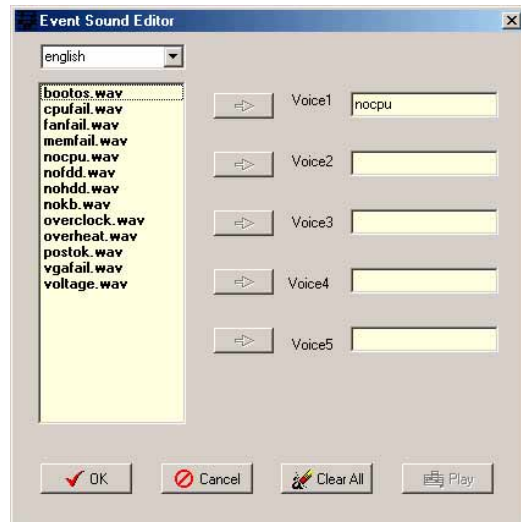 Event Sound Editor
english
bootos.wav
cpufail.wav
fanfail.wav
memfail.wav
nocpu.wav
nofdd.wav
nohdd.wav
nokb.wav
overclock.wav
overheat.wav
postok.wav
vgafail.wav
voltage.wav
Voice1 nocpu
Voice2
Voice3
Voice4
Voice5
OK Cancel Clear All Play